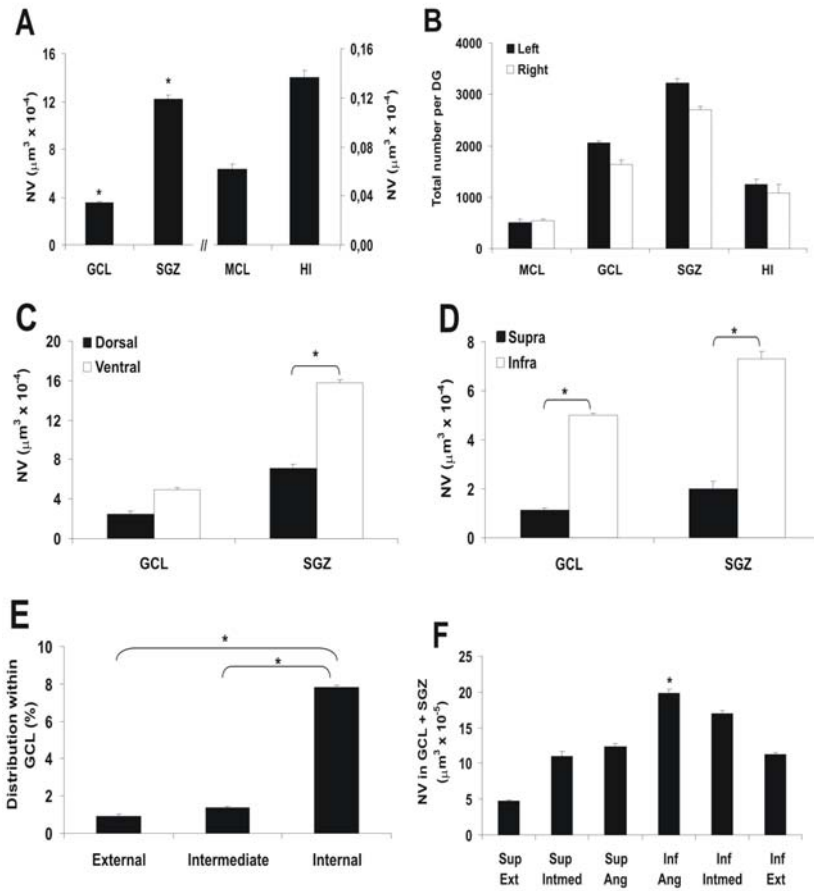 A
NV (µm³ x 10⁻⁴)
16
12
8
4
0
*
*
GCL
SGZ
//
MCL
HI
0,16
0,12
0,08
0,04
0,00
NV (µm³ x 10⁻⁴)
B
Total number per DG
4000
3000
2000
1000
0
Left
Right
MCL
GCL
SGZ
HI
C
NV (µm³ x 10⁻⁴)
20
16
12
8
4
0
Dorsal
Ventral
*
GCL
SGZ
D
NV (µm³ x 10⁻⁴)
8
6
4
2
0
Supra
Infra
*
*
GCL
SGZ
E
Distribution within
GCL (%)
10
8
6
4
2
0
*
*
External
Intermediate
Internal
F
NV in GCL + SGZ
(µm³ x 10⁻⁵)
25
20
15
10
5
0
*
Sup Ext
Sup Intmed
Sup Ang
Inf Ang
Inf Intmed
Inf Ext